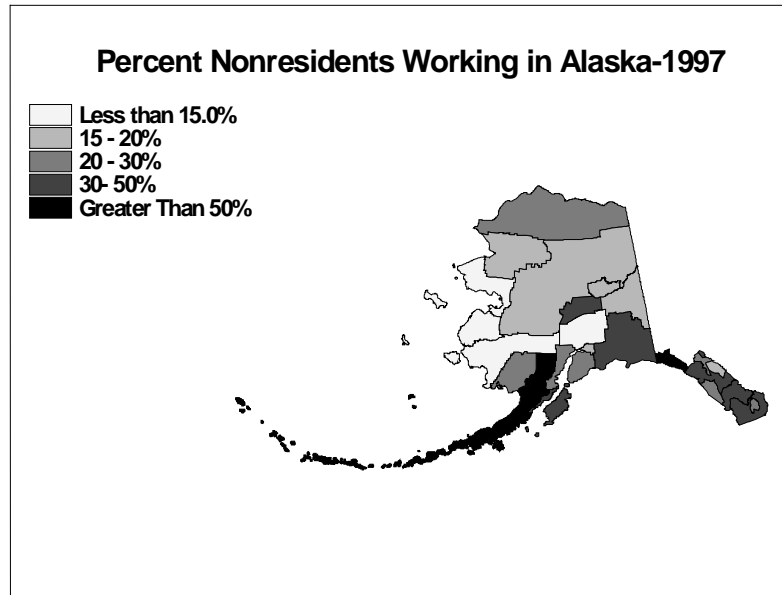 Percent Nonresidents Working in Alaska-1997
Less than 15.0%
15 - 20%
20 - 30%
30- 50%
Greater Than 50%